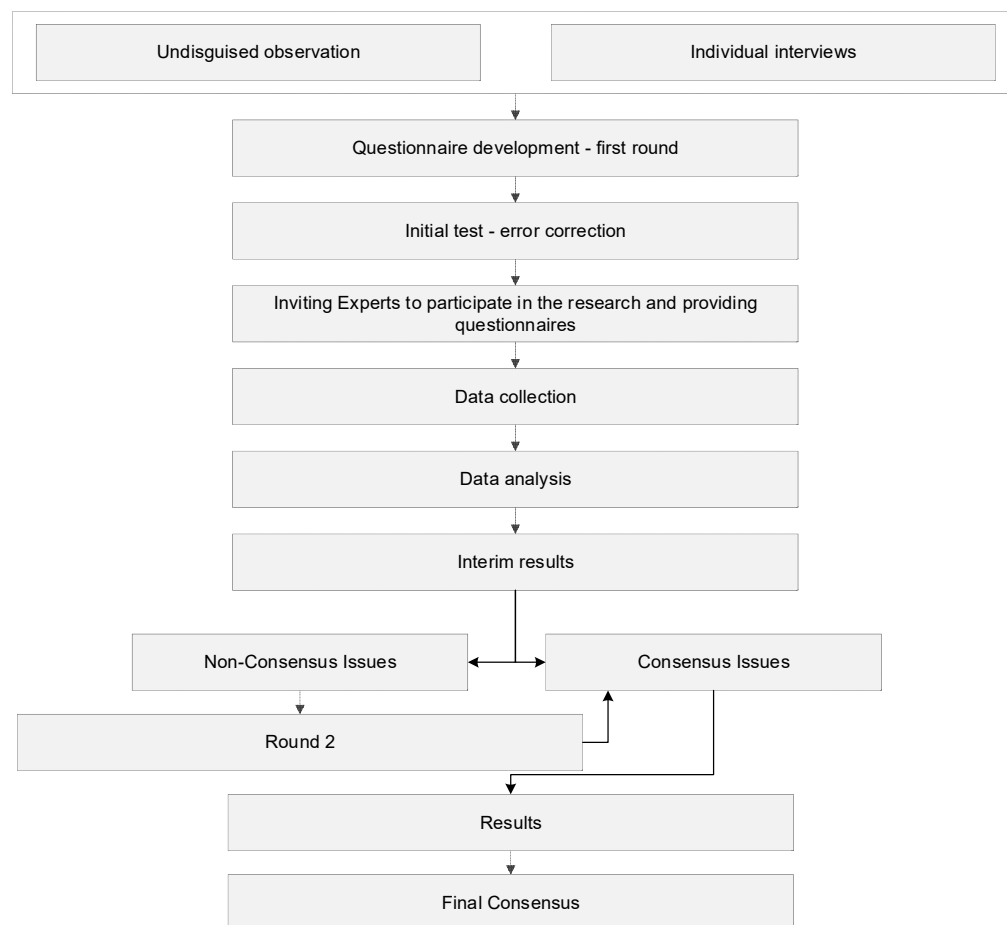 Undisguised observation
Individual interviews
Questionnaire development - first round
Initial test - error correction
Inviting Experts to participate in the research and providing
questionnaires
Data collection
Data analysis
Interim results
Non-Consensus Issues
Consensus Issues
Round 2
Results
Final Consensus